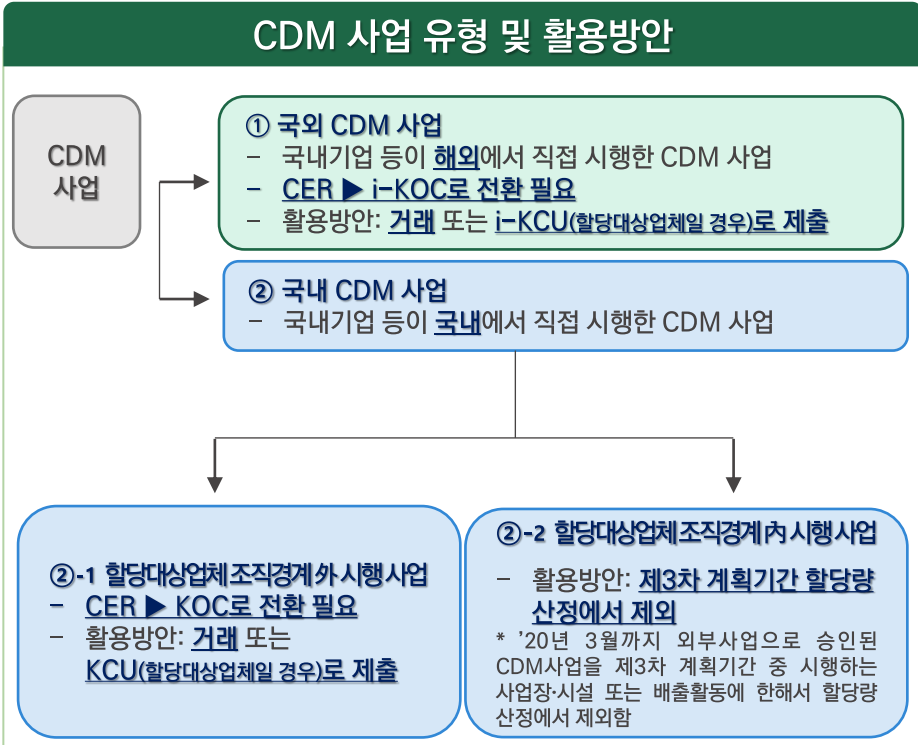 CDM 사업 유형 및 활용방안
CDM
사업
① 국외 CDM 사업
- 국내기업 등이 해외에서 직접 시행한 CDM 사업
- CER ▶ i-KOC로 전환 필요
- 활용방안: 거래 또는 i-KCU(할당대상업체일 경우)로 제출
② 국내 CDM 사업
- 국내기업 등이 국내에서 직접 시행한 CDM 사업
②-1 할당대상업체 조직경계 外 시행 사업
- CER ▶ KOC로 전환 필요
- 활용방안: 거래 또는
KCU(할당대상업체일 경우)로 제출
②-2 할당대상업체 조직경계 內 시행 사업
- 활용방안: 제3차 계획기간 할당량
산정에서 제외
* ’20년 3월까지 외부사업으로 승인된
CDM사업을 제3차 계획기간 중 시행하는
사업장·시설 또는 배출활동에 한해서 할당량
산정에서 제외함